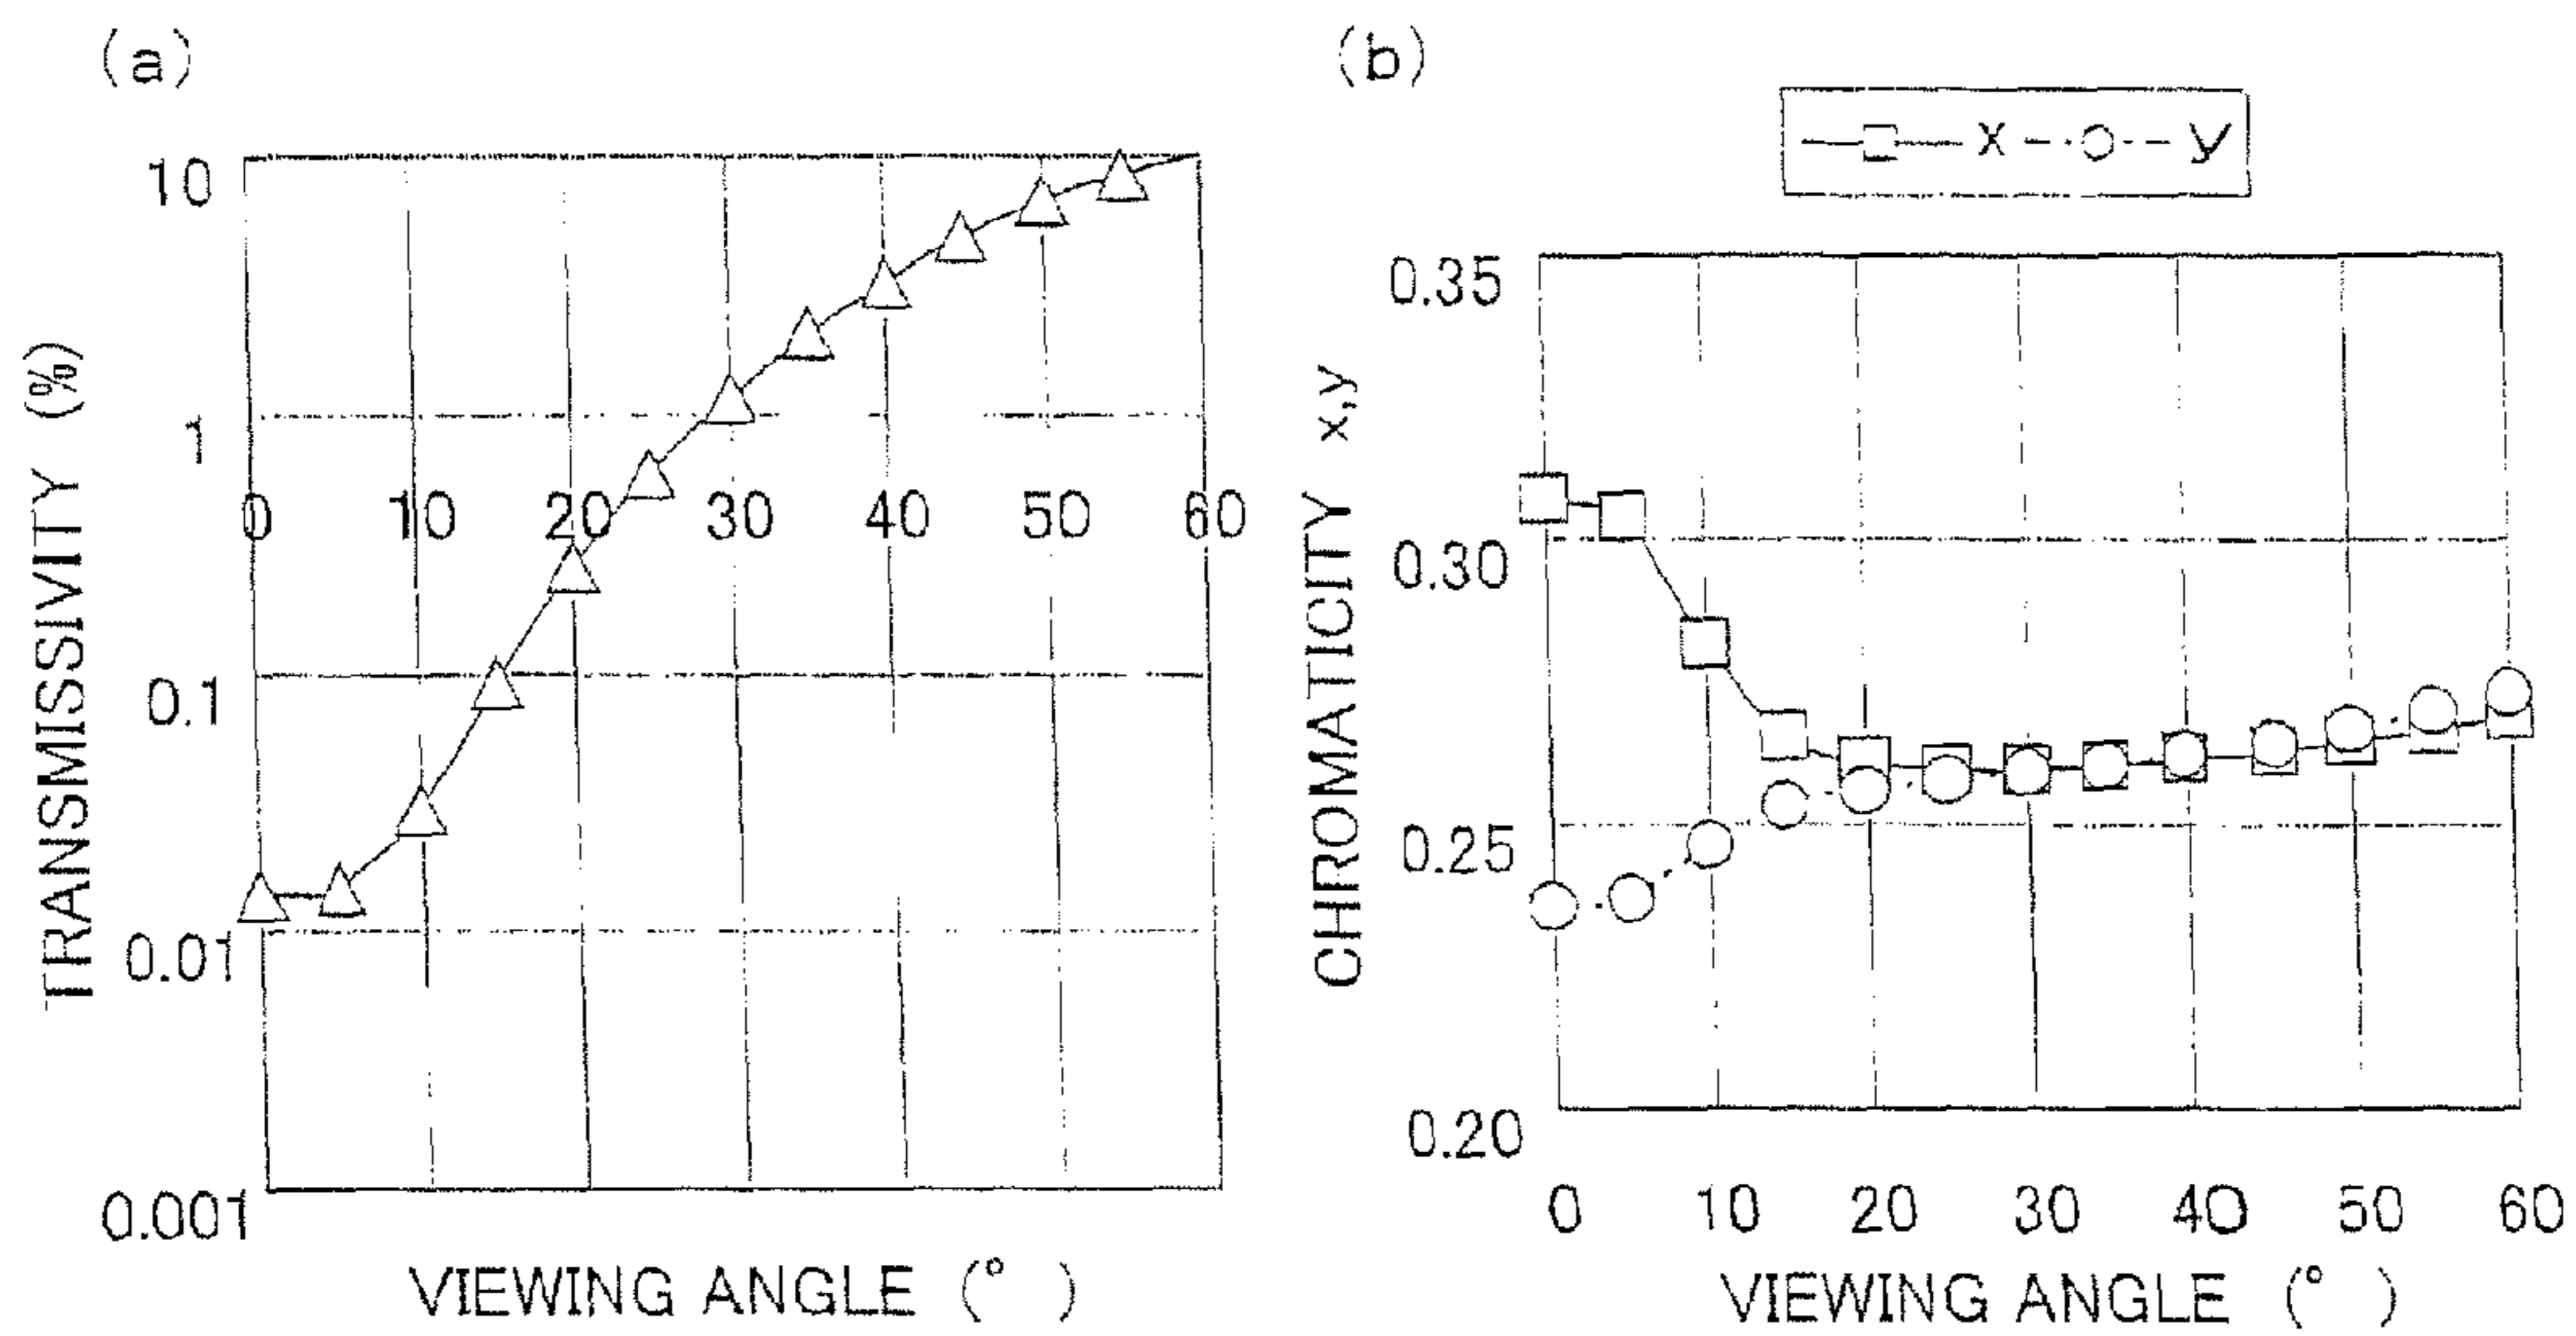 (a)
10
1
0.1
0.01
0.001
0 10 20 30 40 50 60
TRANSMISSIVITY (%)
VIEWING ANGLE (°)
(b)
x y
0.35
0.30
0.25
0.20
0 10 20 30 40 50 60
CHROMATICITY x,y
VIEWING ANGLE (°)